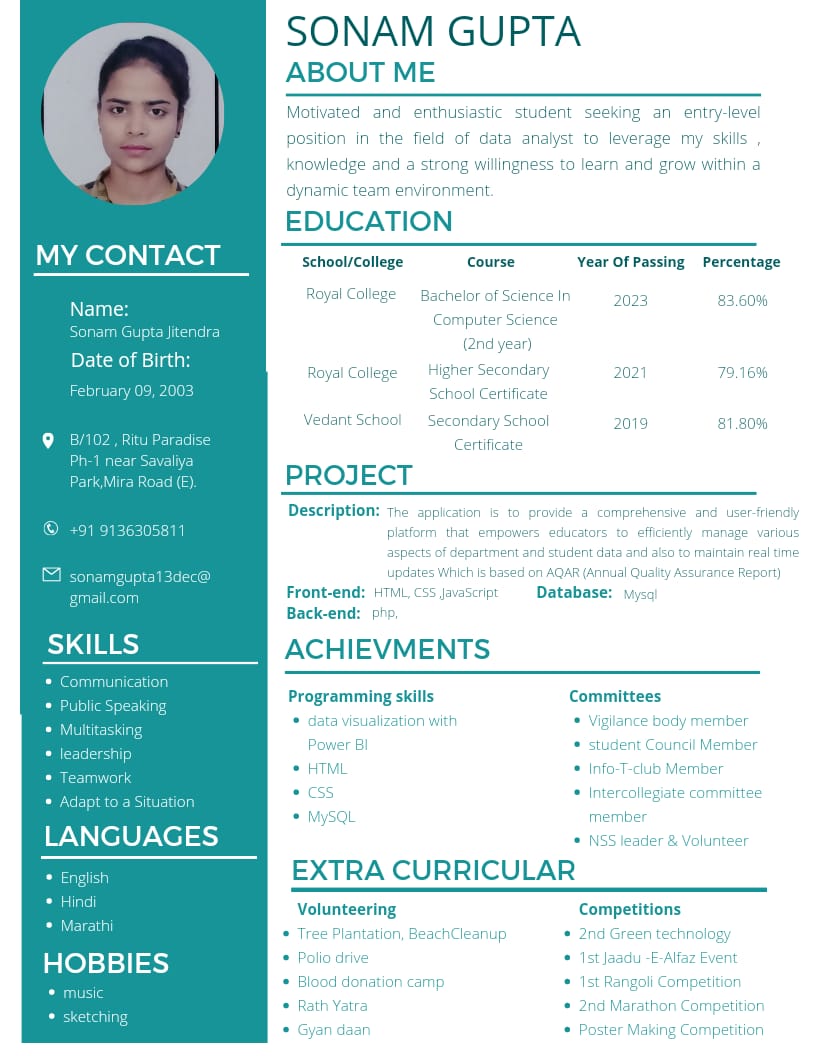 MY CONTACT
Name:
Sonam Gupta Jitendra
Date of Birth:
February 09, 2003
B/102 , Ritu Paradise
Ph-1 near Savaliya
Park,Mira Road (E).
+91 9136305811
sonamgupta13dec@
gmail.com
SKILLS
Communication
Public Speaking
Multitasking
leadership
Teamwork
Adapt to a Situation
LANGUAGES
English
Hindi
Marathi
HOBBIES
music
sketching
SONAM GUPTA
ABOUT ME
Motivated and enthusiastic student seeking an entry-level
position in the field of data analyst to leverage my skills ,
knowledge and a strong willingness to learn and grow within a
dynamic team environment.
EDUCATION
School/College Course Year Of Passing Percentage
Royal College Bachelor of Science In 2023 83.60%
Computer Science
(2nd year)
Royal College Higher Secondary 2021 79.16%
School Certificate
Vedant School Secondary School 2019 81.80%
Certificate
PROJECT
Description: The application is to provide a comprehensive and user-friendly
platform that empowers educators to efficiently manage various
aspects of department and student data and also to maintain real time
updates Which is based on AQAR (Annual Quality Assurance Report)
Front-end: HTML, CSS ,JavaScript Database: Mysql
Back-end: php,
ACHIEVMENTS
Programming skills
data visualization with
Power BI
HTML
CSS
MySQL
Committees
Vigilance body member
student Council Member
Info-T-club Member
Intercollegiate committee
member
NSS leader & Volunteer
EXTRA CURRICULAR
Volunteering
Tree Plantation, BeachCleanup
Polio drive
Blood donation camp
Rath Yatra
Gyan daan
Competitions
2nd Green technology
1st Jaadu -E-Alfaz Event
1st Rangoli Competition
2nd Marathon Competition
Poster Making Competition